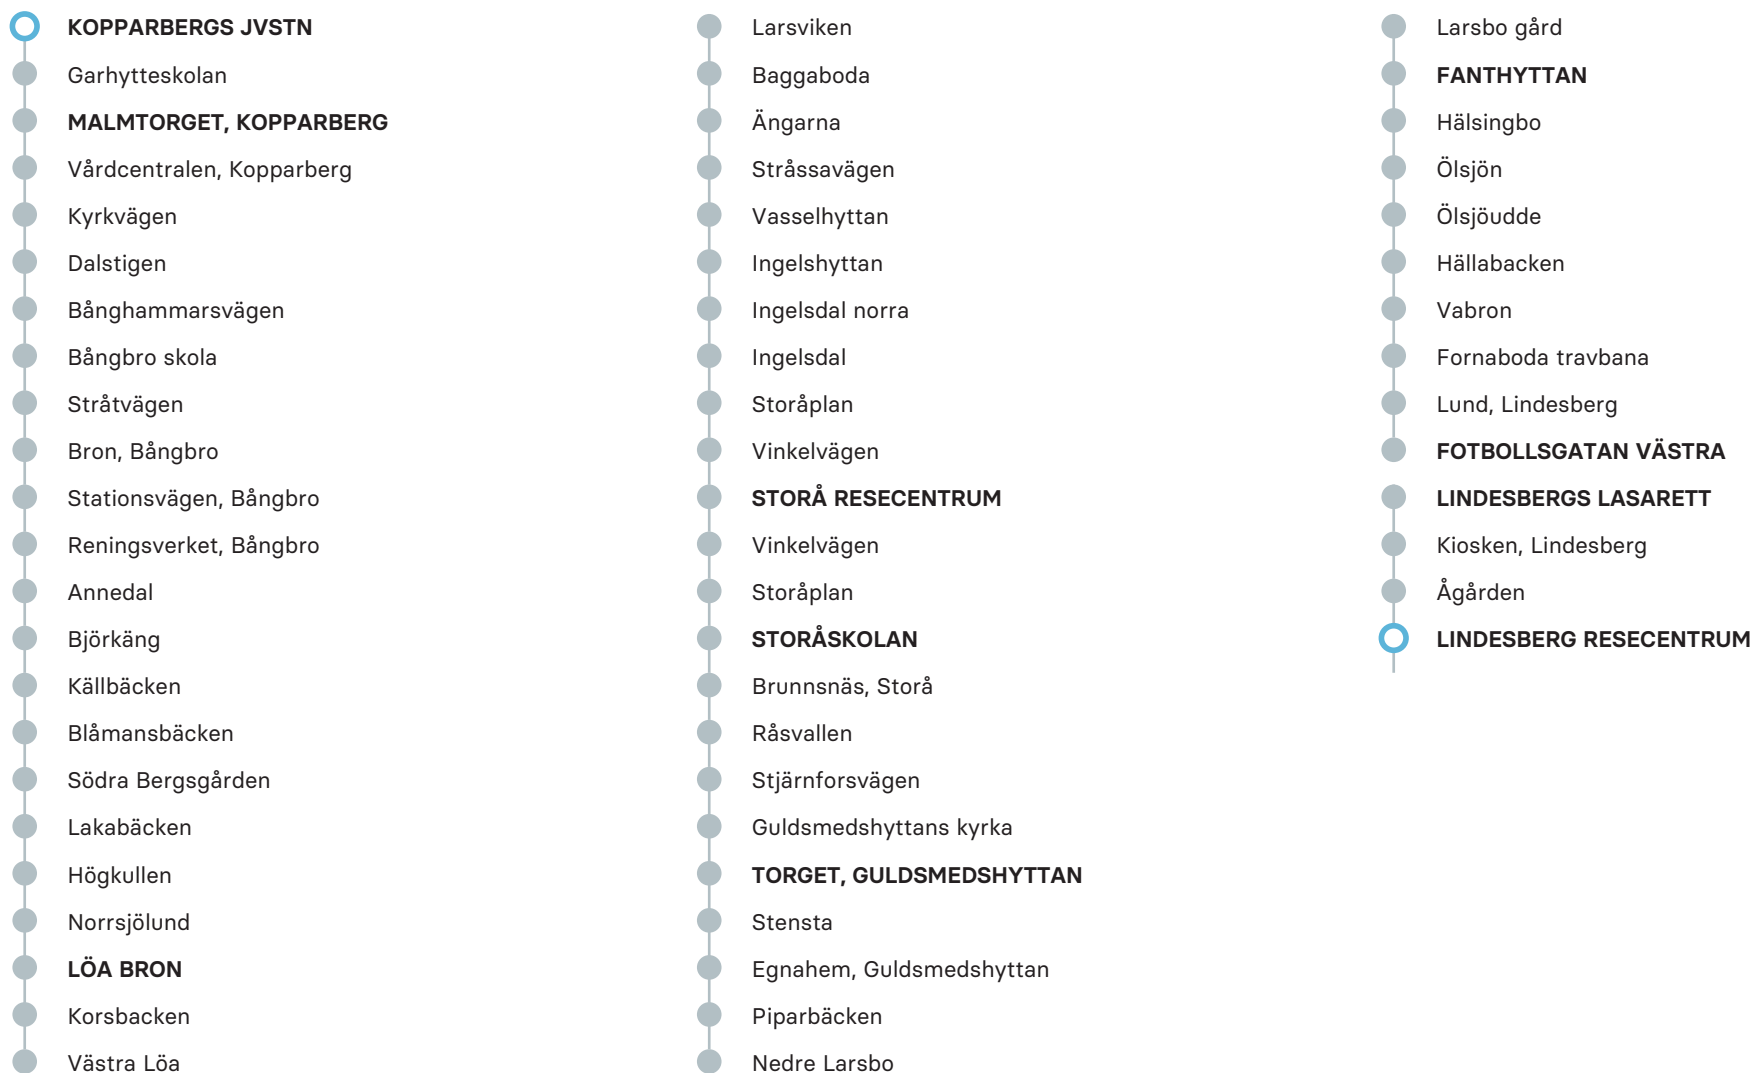 KOPPARBERGS JVSTN
Garhytteskolan
MALMTORGET, KOPPARBERG
Vårdcentralen, Kopparberg
Kyrkvägen
Dalstigen
Bånghammarsvägen
Bångbro skola
Stråtvägen
Bron, Bångbro
Stationsvägen, Bångbro
Reningsverket, Bångbro
Annedal
Björkäng
Källbäcken
Blåmansbäcken
Södra Bergsgården
Lakabäcken
Högkullen
Norrsjölund
LÖA BRON
Korsbacken
Västra Löa
Larsviken
Baggaboda
Ängarna
Stråssavägen
Vasselhyttan
Ingelshyttan
Ingelsdal norra
Ingelsdal
Storåplan
Vinkelvägen
STORÅ RESECENTRUM
Vinkelvägen
Storåplan
STORÅSKOLAN
Brunnsnäs, Storå
Råsvallen
Stjärnforsvägen
Guldsmedshyttans kyrka
TORGET, GULDSMEDSHYTTAN
Stensta
Egnahem, Guldsmedshyttan
Piparbäcken
Nedre Larsbo
Larsbo gård
FANTHYTTAN
Hälsingbo
Ölsjön
Ölsjöudde
Hällabacken
Vabron
Fornaboda travbana
Lund, Lindesberg
FOTBOLLSGATAN VÄSTRA
LINDESBERGS LASARETT
Kiosken, Lindesberg
Ågården
LINDESBERG RESECENTRUM